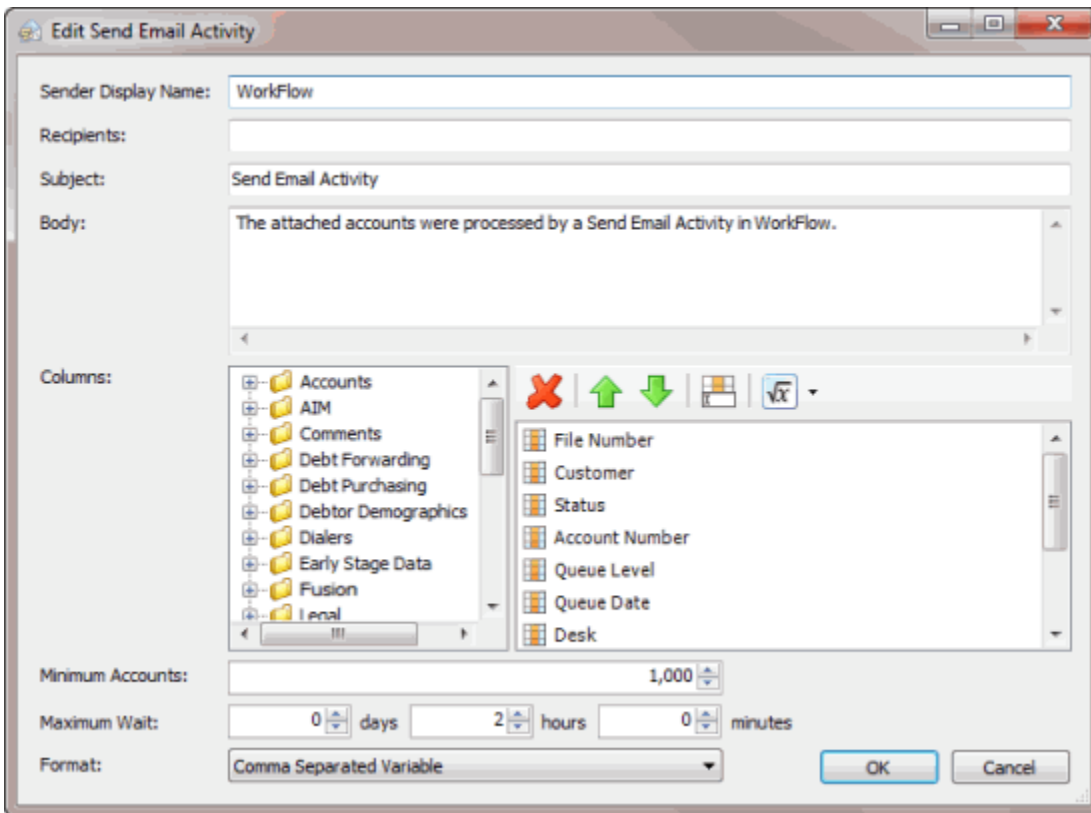 Edit Send Email Activity
Sender Display Name: WorkFlow
Recipients:
Subject: Send Email Activity
Body: The attached accounts were processed by a Send Email Activity in WorkFlow.
Columns:
Accounts
AIM
Comments
Debt Forwarding
Debt Purchasing
Debtor Demographics
Dialers
Early Stage Data
Fusion
Legal
File Number
Customer
Status
Account Number
Queue Level
Queue Date
Desk
Minimum Accounts: 1,000
Maximum Wait: 0 days 2 hours 0 minutes
Format: Comma Separated Variable
OK Cancel